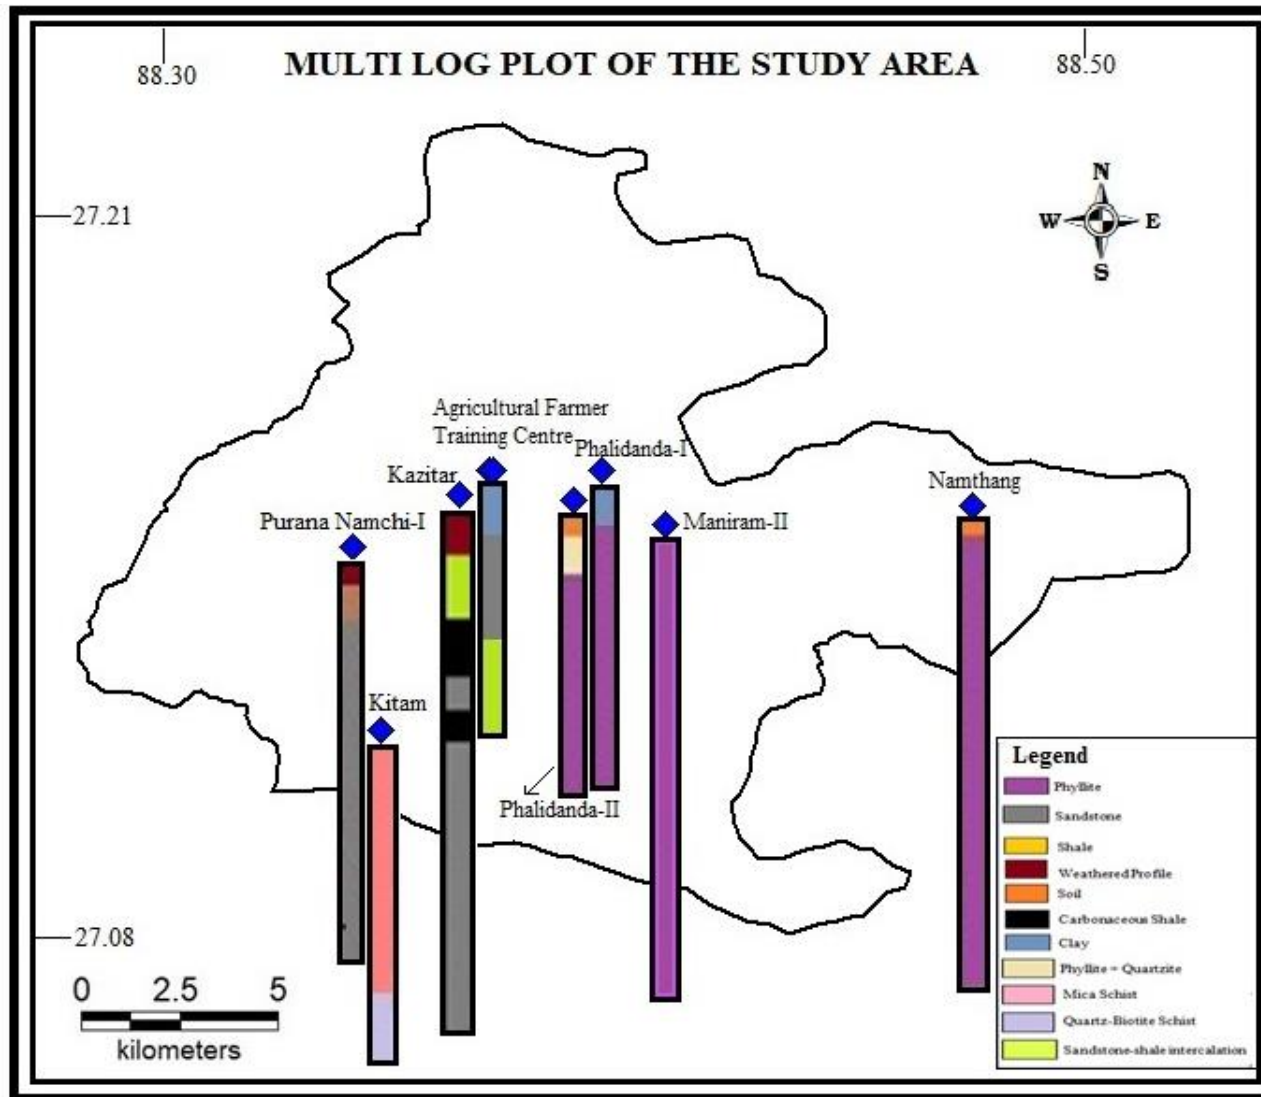 MULTI LOG PLOT OF THE STUDY AREA
88.30
88.50
27.21
N
W E
S
Agricultural Farmer
Training Centre
Phalidanda-I
Kazitar
Namthang
Purana Namchi-I
Maniram-II
Kitam
Phalidanda-II
27.08
0 2.5 5
kilometers
Legend
Phyllite
Sandstone
Shale
Weathered Profile
Soil
Carbonaceous Shale
Clay
Phyllite = Quartzite
Mica Schist
Quartz-Biotite Schist
Sandstone-shale intercalation